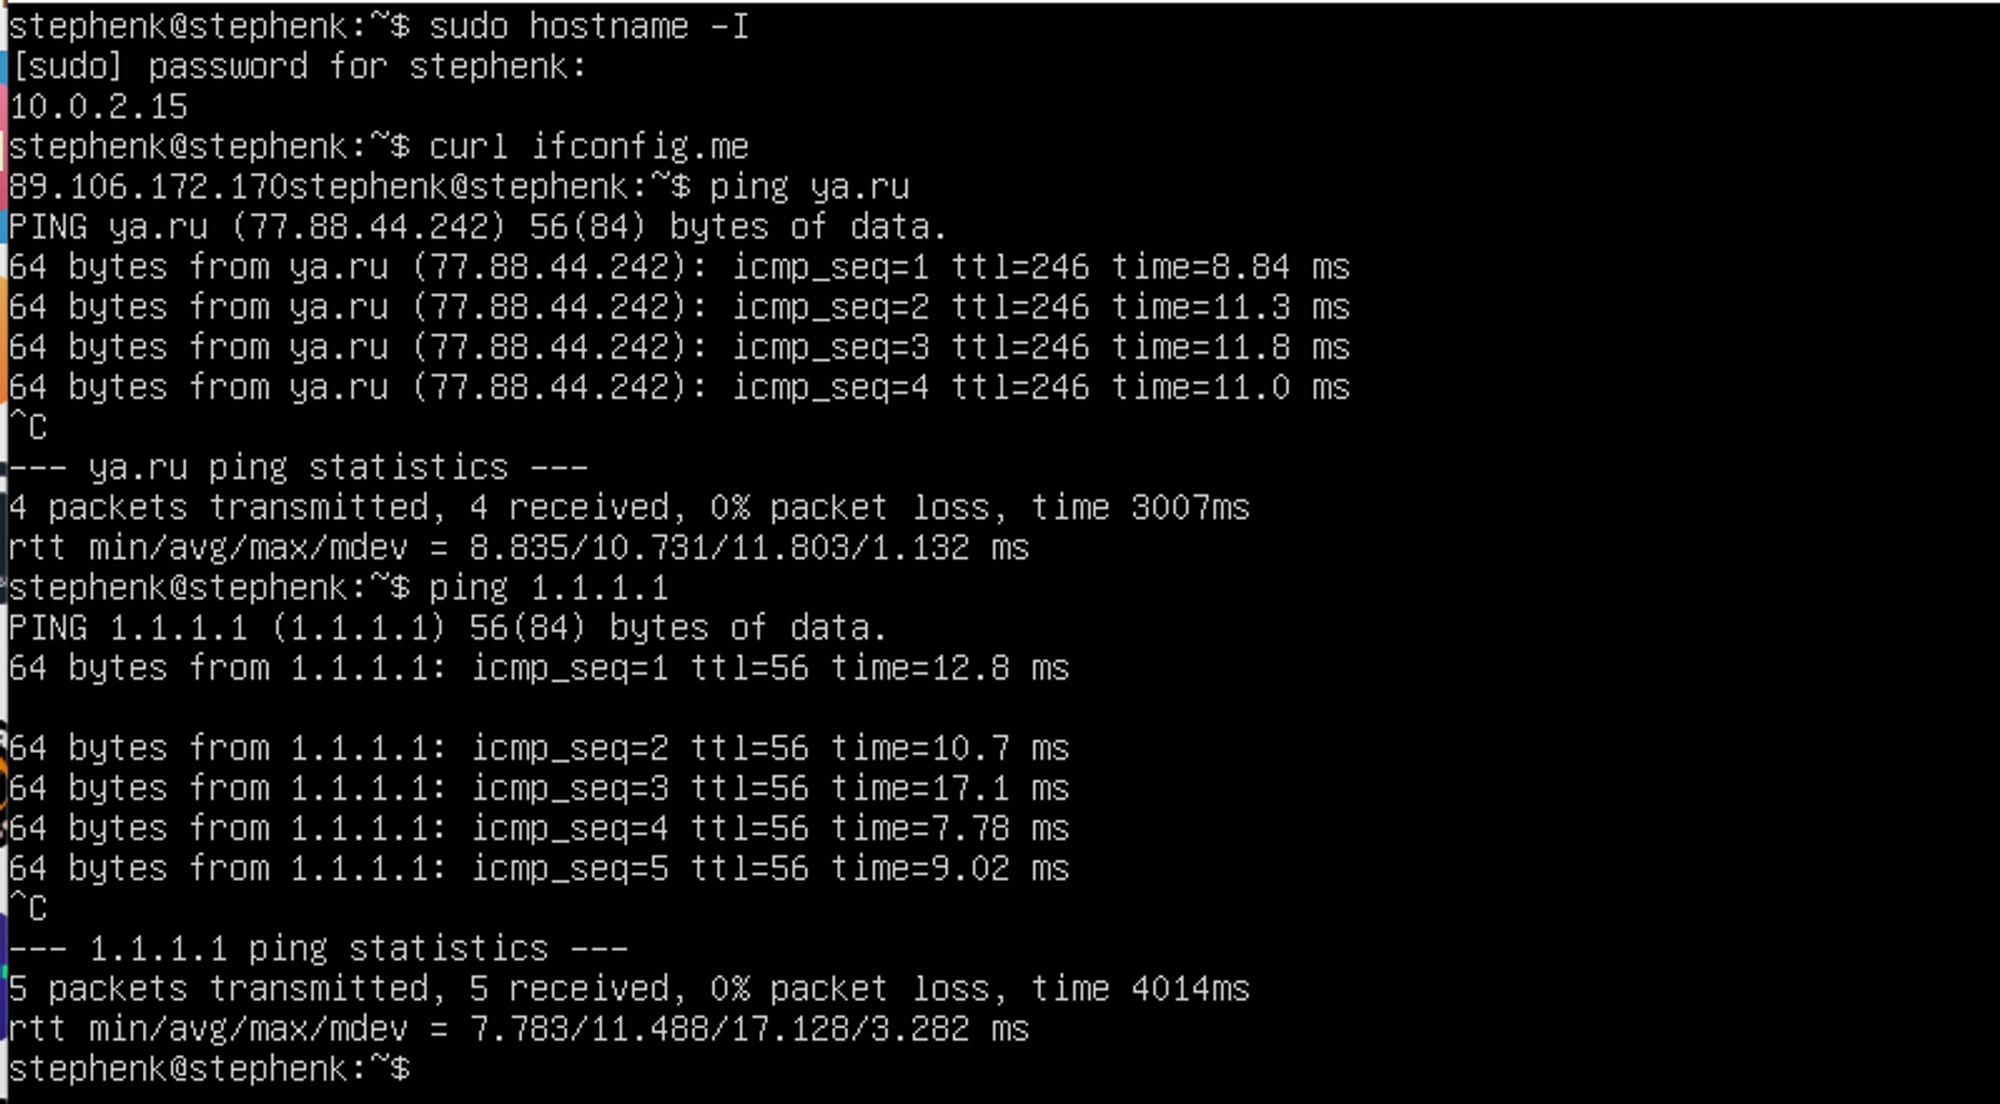 stephenk@stephenk:~$ sudo hostname -I
[sudo] password for stephenk:
10.0.2.15
stephenk@stephenk:~$ curl ifconfig.me
89.106.172.170stephenk@stephenk:~$ ping ya.ru
PING ya.ru (77.88.44.242) 56(84) bytes of data.
64 bytes from ya.ru (77.88.44.242): icmp_seq=1 ttl=246 time=8.84 ms
64 bytes from ya.ru (77.88.44.242): icmp_seq=2 ttl=246 time=11.3 ms
64 bytes from ya.ru (77.88.44.242): icmp_seq=3 ttl=246 time=11.8 ms
64 bytes from ya.ru (77.88.44.242): icmp_seq=4 ttl=246 time=11.0 ms
^C
--- ya.ru ping statistics ---
4 packets transmitted, 4 received, 0% packet loss, time 3007ms
rtt min/avg/max/mdev = 8.835/10.731/11.803/1.132 ms
stephenk@stephenk:~$ ping 1.1.1.1
PING 1.1.1.1 (1.1.1.1) 56(84) bytes of data.
64 bytes from 1.1.1.1: icmp_seq=1 ttl=56 time=12.8 ms
64 bytes from 1.1.1.1: icmp_seq=2 ttl=56 time=10.7 ms
64 bytes from 1.1.1.1: icmp_seq=3 ttl=56 time=17.1 ms
64 bytes from 1.1.1.1: icmp_seq=4 ttl=56 time=7.78 ms
64 bytes from 1.1.1.1: icmp_seq=5 ttl=56 time=9.02 ms
^C
--- 1.1.1.1 ping statistics ---
5 packets transmitted, 5 received, 0% packet loss, time 4014ms
rtt min/avg/max/mdev = 7.783/11.488/17.128/3.282 ms
stephenk@stephenk:~$